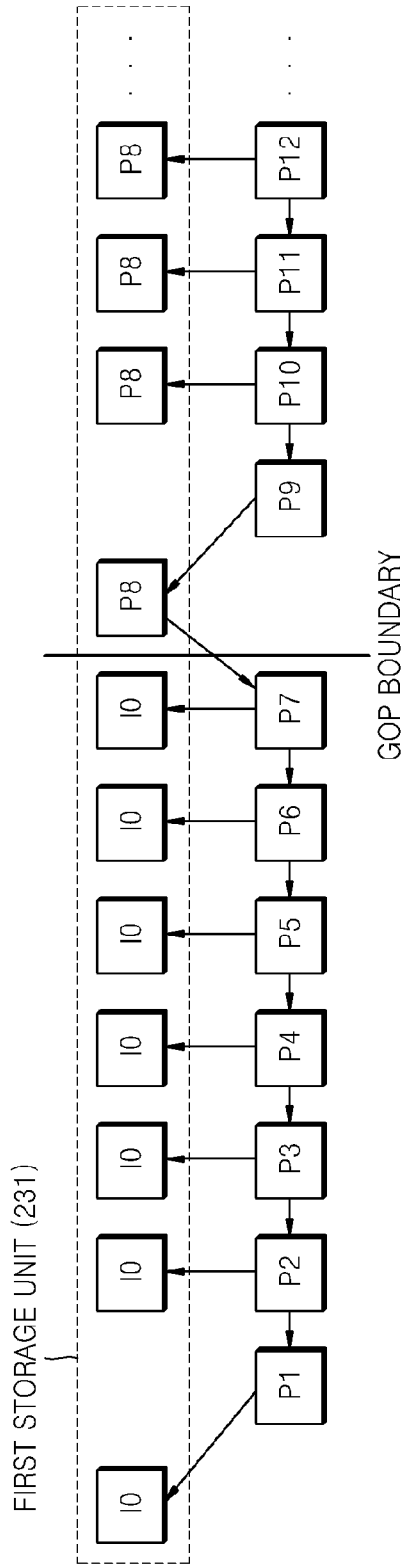 FIRST STORAGE UNIT (231)
I0 I0 I0 I0 I0 I0 I0 P8 P8 P8 P8 . . .
P1 P2 P3 P4 P5 P6 P7 P9 P10 P11 P12 . . .
GOP BOUNDARY